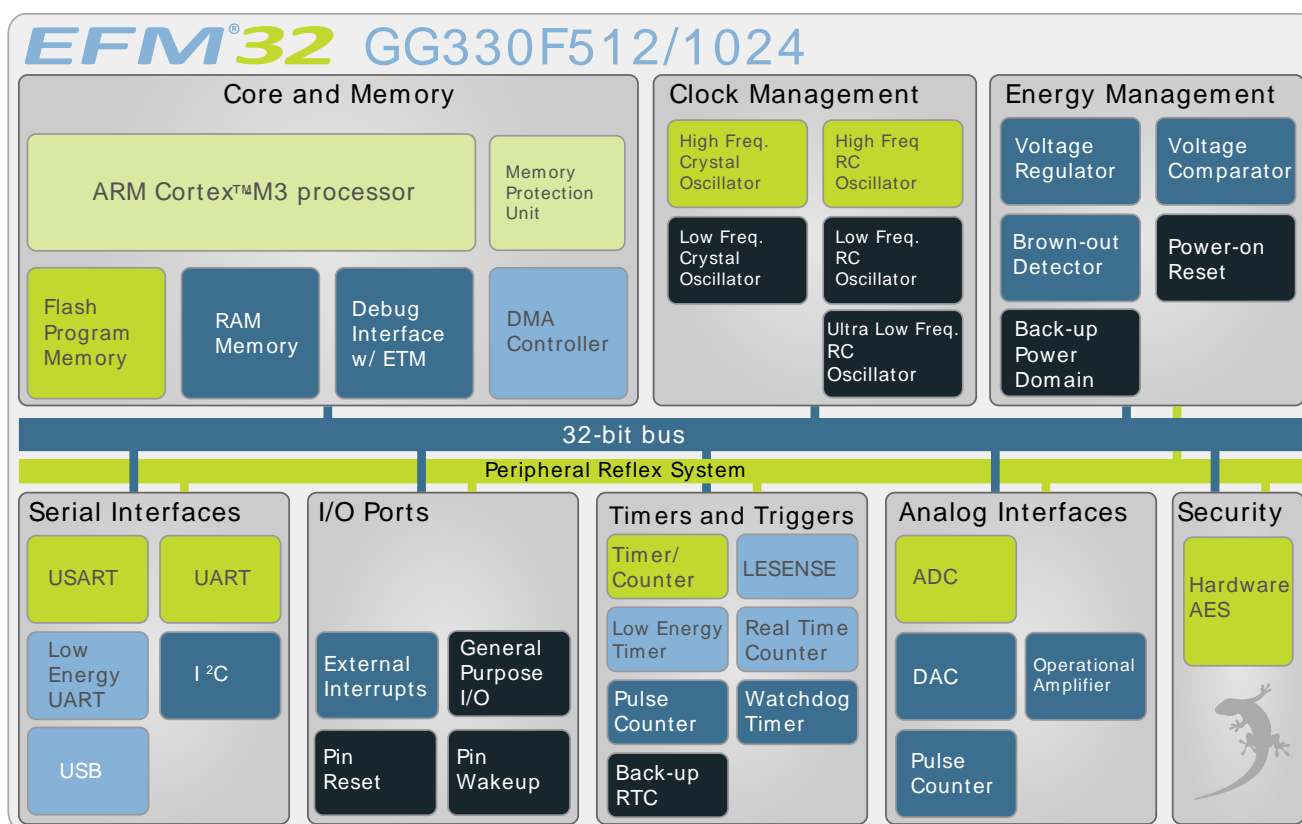 EFM®32 GG330F512/1024
Core and Memory
ARM Cortex™M3 processor
Memory
Protection
Unit
Flash
Program
Memory
RAM
Memory
Debug
Interface
w/ ETM
DMA
Controller
Clock Management
High Freq.
Crystal
Oscillator
High Freq
RC
Oscillator
Low Freq.
Crystal
Oscillator
Low Freq.
RC
Oscillator
Ultra Low Freq.
RC
Oscillator
Energy Management
Voltage
Regulator
Voltage
Comparator
Brown-out
Detector
Power-on
Reset
Back-up
Power
Domain
32-bit bus
Peripheral Reflex System
Serial Interfaces
USART
UART
Low
Energy
UART
I²C
USB
I/O Ports
External
Interrupts
General
Purpose
I/O
Pin
Reset
Pin
Wakeup
Timers and Triggers
Timer/
Counter
LESENSE
Low Energy
Timer
Real Time
Counter
Pulse
Counter
Watchdog
Timer
Back-up
RTC
Analog Interfaces
ADC
DAC
Operational
Amplifier
Pulse
Counter
Security
Hardware
AES